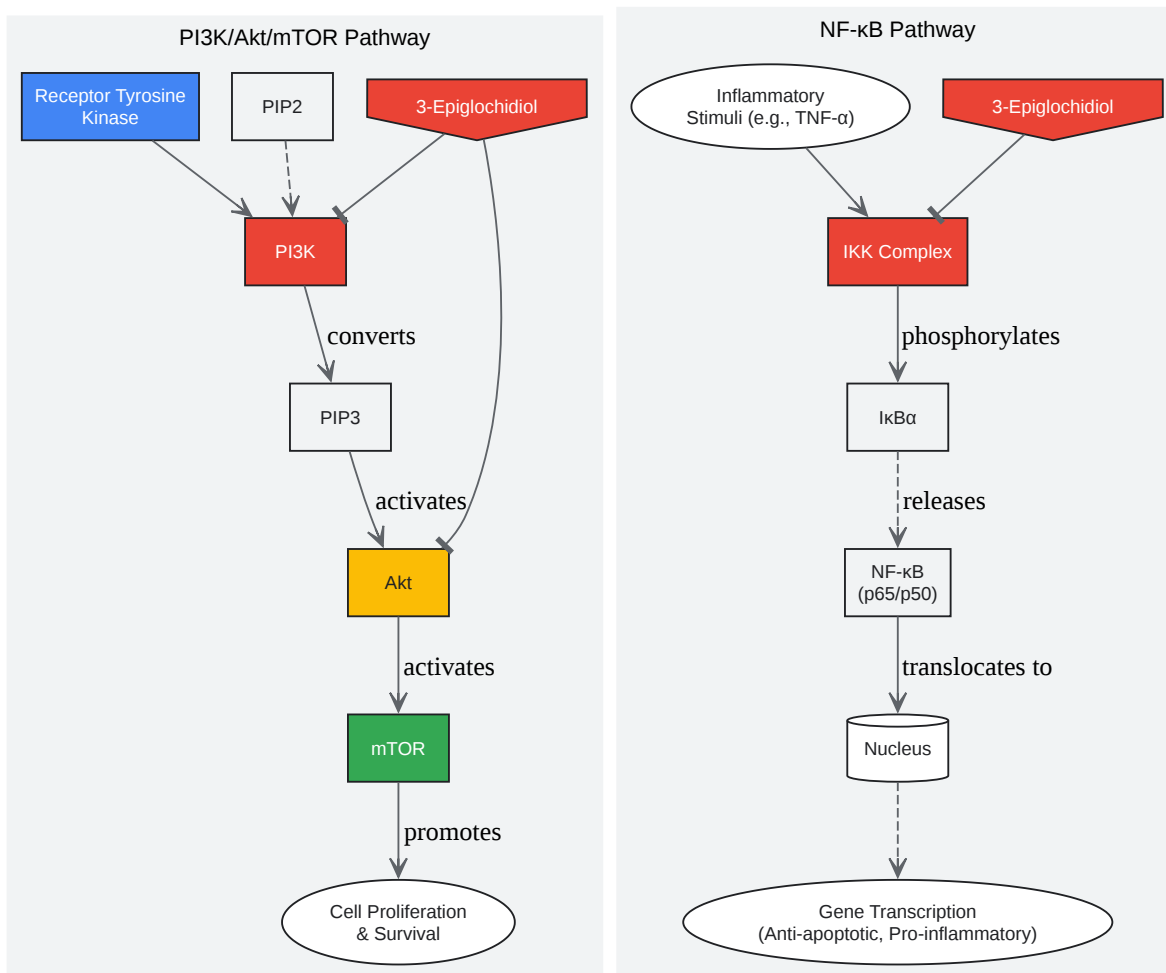 PI3K/Akt/mTOR Pathway
Receptor Tyrosine
Kinase
PIP2
3-Epiglochidiol
PI3K
converts
PIP3
activates
Akt
activates
mTOR
promotes
Cell Proliferation
& Survival
NF-κB Pathway
Inflammatory
Stimuli (e.g., TNF-α)
3-Epiglochidiol
IKK Complex
phosphorylates
IκBα
releases
NF-κB
(p65/p50)
translocates to
Nucleus
Gene Transcription
(Anti-apoptotic, Pro-inflammatory)